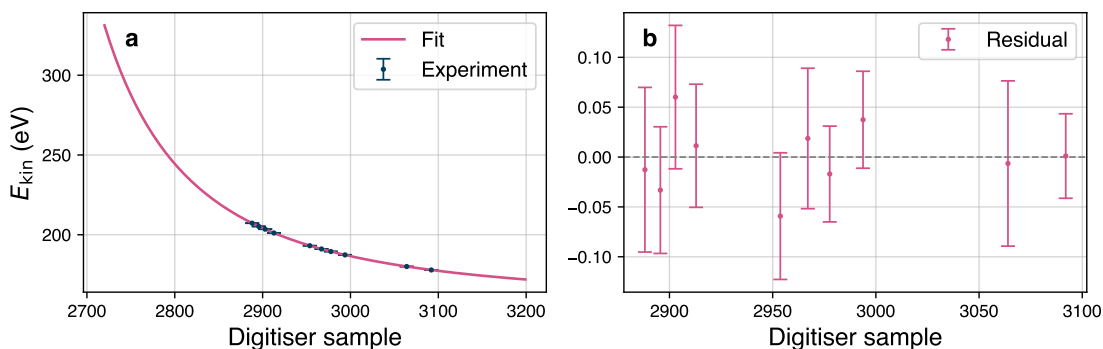 a
Fit
Experiment
300
250
200
E_kin (eV)
2700 2800 2900 3000 3100 3200
Digitiser sample
b
Residual
0.10
0.05
0.00
−0.05
−0.10
2900 2950 3000 3050 3100
Digitiser sample